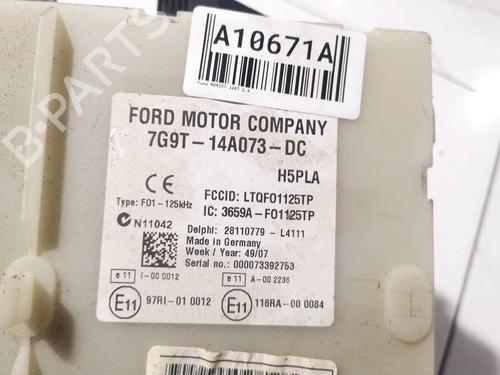 A10671A
FORD MOTOR COMPANY
7G9T-14A073-DC
H5PLA
CE
FCCID: LTQFO1125TP
Type: F01-125kHz
IC: 3659A-FO1125TP
N11042
Delphi: 28110779 - L4111
Made in Germany
Week / Year: 49/07
Serial no.: 000073392753
e 11 I-00 0012
e 11 A-00 2236
E11 97RI-01 0012
E11 116RA-00 0084
B-PARTS